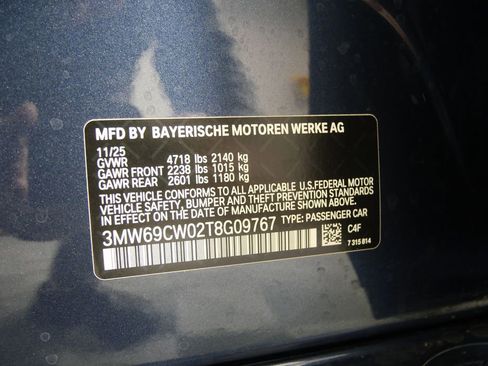 MFD BY BAYERISCHE MOTOREN WERKE AG
11/25
GVWR 4718 lbs 2140 kg
GAWR FRONT 2238 lbs 1015 kg
GAWR REAR 2601 lbs 1180 kg
THIS VEHICLE CONFORMS TO ALL APPLICABLE U.S.FEDERAL MOTOR
VEHICLE SAFETY, BUMPER, AND THEFT PREVENTION STANDARDS
IN EFFECT ON THE DATE OF MANUFACTURE SHOWN ABOVE.
3MW69CW02T8G09767 TYPE: PASSENGER CAR
C4F
7 315 814